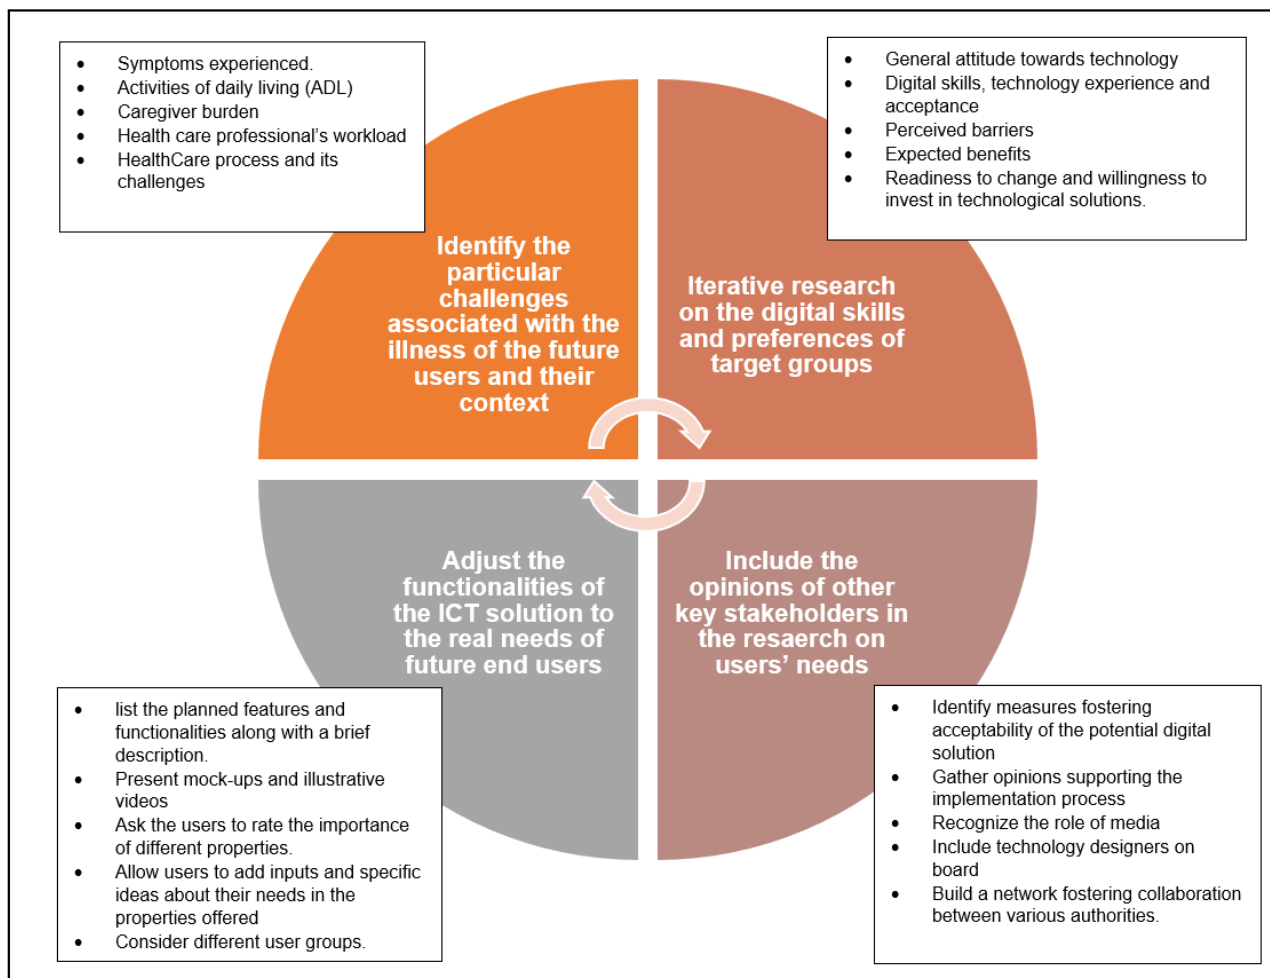 • Symptoms experienced.
• Activities of daily living (ADL)
• Caregiver burden
• Health care professional's workload
• HealthCare process and its
challenges
• General attitude towards technology
• Digital skills, technology experience and
acceptance
• Perceived barriers
• Expected benefits
• Readiness to change and willingness to
invest in technological solutions.
Identify the
particular
challenges
associated with the
illness of the future
users and their
context
Iterative research
on the digital skills
and preferences of
target groups
Adjust the
functionalities of
the ICT solution to
the real needs of
future end users
Include the
opinions of other
key stakeholders in
the resaerch on
users' needs
• list the planned features and
functionalities along with a brief
description.
• Present mock-ups and illustrative
videos
• Ask the users to rate the importance
of different properties.
• Allow users to add inputs and specific
ideas about their needs in the
properties offered
• Consider different user groups.
• Identify measures fostering
acceptability of the potential digital
solution
• Gather opinions supporting the
implementation process
• Recognize the role of media
• Include technology designers on
board
• Build a network fostering collaboration
between various authorities.